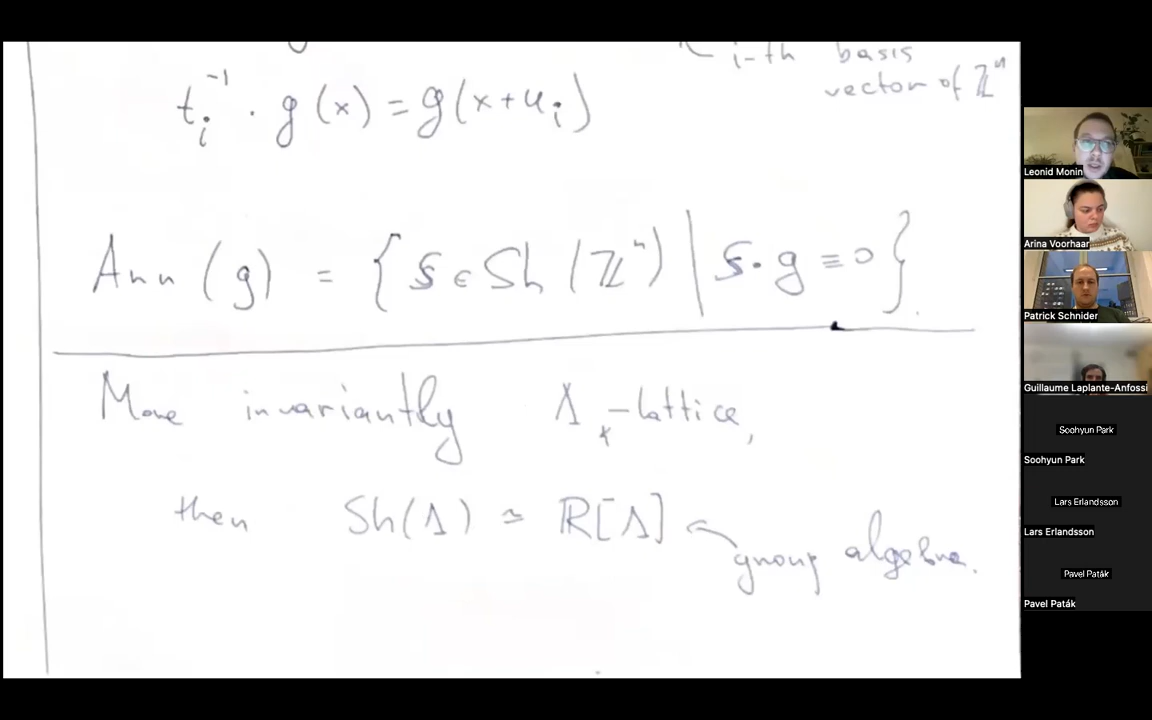 i-th basis
vector of ℤⁿ
tᵢ⁻¹ · g(x) = g(x+uᵢ)
Ann(g) = { s ∈ Sh(ℤⁿ) | s·g ≡ 0 }.
More invariantly Λ - lattice,
then Sh(Λ) ≃ ℝ[Λ]
group algebra.
Leonid Monin
Arina Voorhaar
Patrick Schnider
Guillaume Laplante-Anfossi
Soohyun Park
Soohyun Park
Lars Erlandsson
Lars Erlandsson
Pavel Paták
Pavel Paták